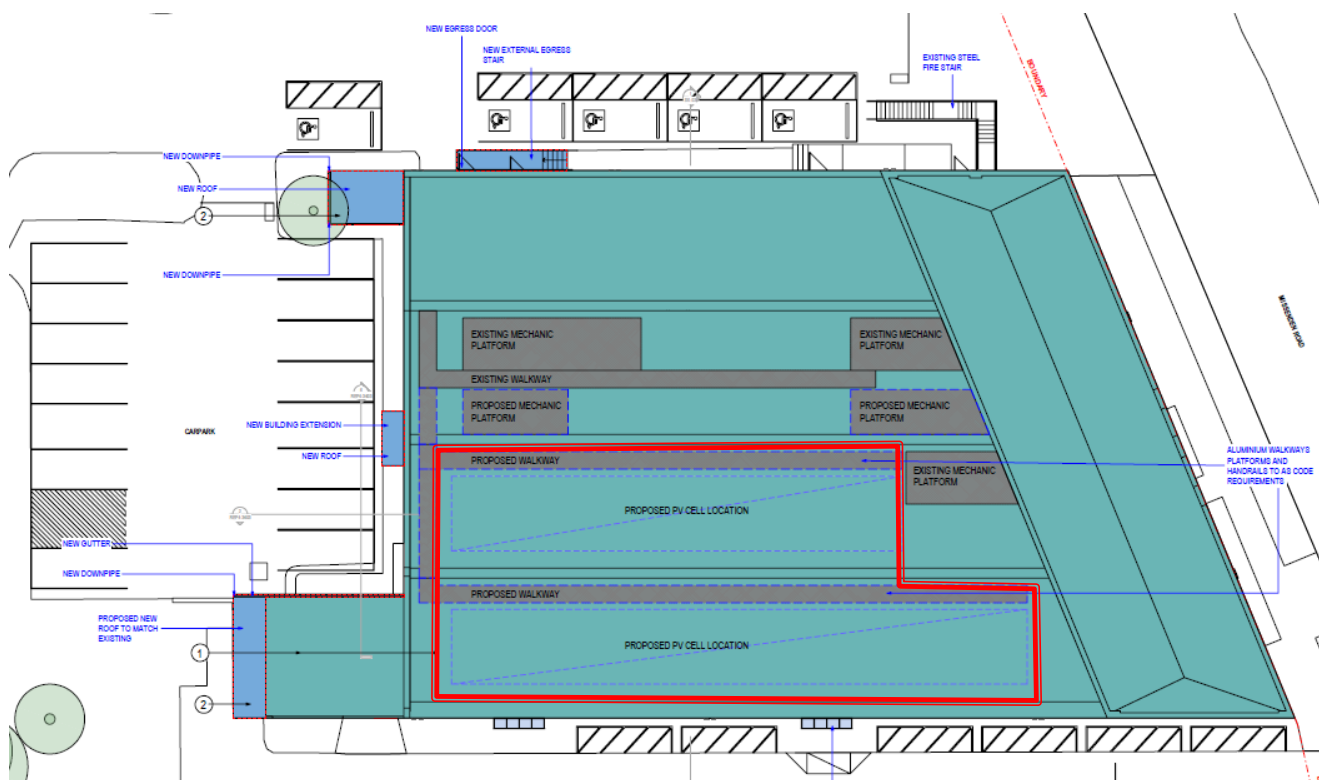 NEW EGRESS DOOR
NEW EXTERNAL EGRESS
STAIR
EXISTING STEEL
FIRE STAIR
BOUNDARY
NEW DOWNPIPE
NEW ROOF
2
NEW DOWNPIPE
MISSENDEN ROAD
EXISTING MECHANIC
PLATFORM
EXISTING MECHANIC
PLATFORM
EXISTING WALKWAY
PROPOSED MECHANIC
PLATFORM
PROPOSED MECHANIC
PLATFORM
NEW BUILDING EXTENSION
CARPARK
NEW ROOF
PROPOSED WALKWAY
EXISTING MECHANIC
PLATFORM
ALUMINIUM WALKWAYS
PLATFORMS AND
HANDRAILS TO AS CODE
REQUIREMENTS
PROPOSED PV CELL LOCATION
NEW GUTTER
NEW DOWNPIPE
PROPOSED WALKWAY
PROPOSED NEW
ROOF TO MATCH
EXISTING
1
PROPOSED PV CELL LOCATION
2